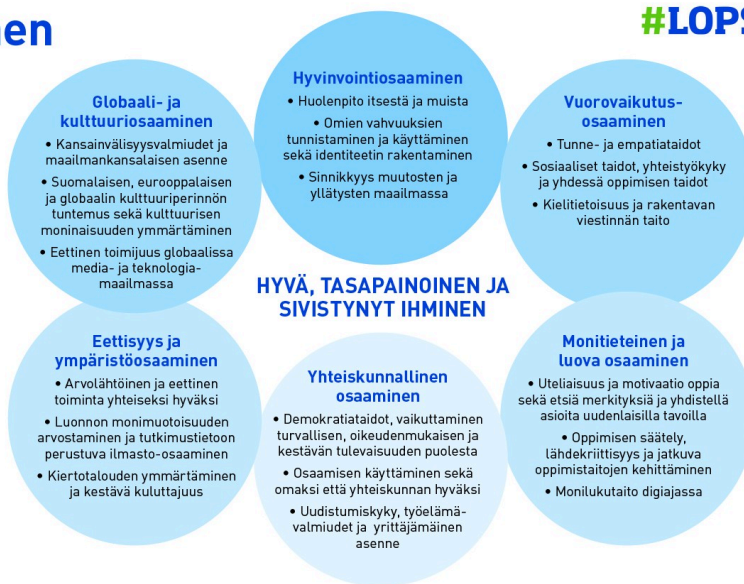 #LOPS
Hyvinvointiosaaminen
• Huolenpito itsestä ja muista
• Omien vahvuuksien
tunnistaminen ja käyttäminen
sekä identiteetin rakentaminen
• Sinnikkyys muutosten ja
yllätysten maailmassa
Globaali- ja
kulttuuriosaaminen
• Kansainvälisyysvalmiudet ja
maailmankansalaisen asenne
• Suomalaisen, eurooppalaisen
ja globaalin kulttuuriperinnön
tuntemus sekä kulttuurisen
moninaisuuden ymmärtäminen
• Eettinen toimijuus globaalissa
media- ja teknologia-
maailmassa
Vuorovaikutus-
osaaminen
• Tunne- ja empatiataidot
• Sosiaaliset taidot, yhteistyökyky
ja yhdessä oppimisen taidot
• Kielitietoisuus ja rakentavan
viestinnän taito
HYVÄ, TASAPAINOINEN JA
SIVISTYNYT IHMINEN
Eettisyys ja
ympäristöosaaminen
• Arvolähtöinen ja eettinen
toiminta yhteiseksi hyväksi
• Luonnon monimuotoisuuden
arvostaminen ja tutkimustietoon
perustuva ilmasto-osaaminen
• Kiertotalouden ymmärtäminen
ja kestävä kuluttajuus
Yhteiskunnallinen
osaaminen
• Demokratiataidot, vaikuttaminen
turvallisen, oikeudenmukaisen ja
kestävän tulevaisuuden puolesta
• Osaamisen käyttäminen sekä
omaksi että yhteiskunnan hyväksi
• Uudistumiskyky, työelämä-
valmiudet ja yrittäjämäinen
asenne
Monitieteinen ja
luova osaaminen
• Uteliaisuus ja motivaatio oppia
sekä etsiä merkityksiä ja yhdistellä
asioita uudenlaisilla tavoilla
• Oppimisen säätely,
lähdekriittisyys ja jatkuva
oppimistaitojen kehittäminen
• Monilukutaito digiajassa